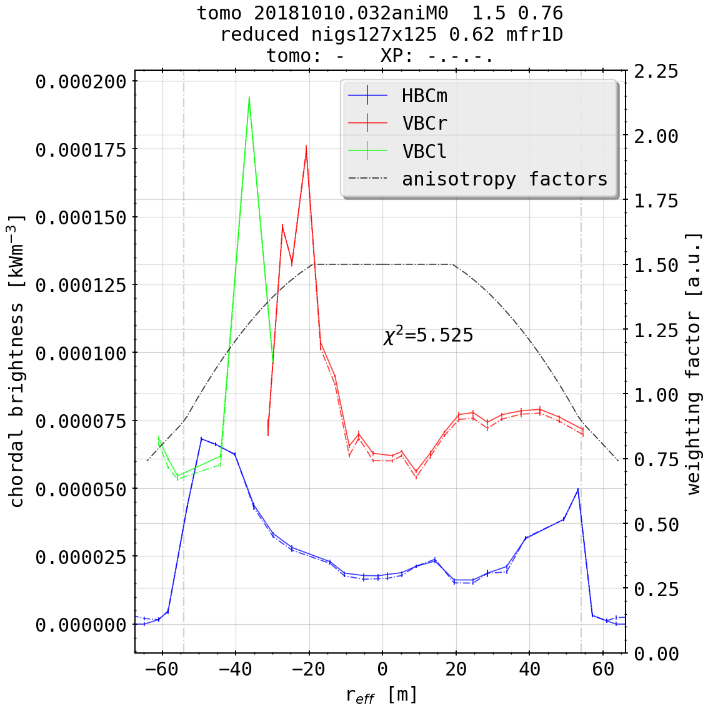 tomo 20181010.032aniM0  1.5 0.76
reduced nigs127x125 0.62 mfr1D
tomo: -   XP: -.-.-.
HBCm
VBCr
VBCl
anisotropy factors
χ²=5.525
chordal brightness [kWm⁻³]
0.000200
0.000175
0.000150
0.000125
0.000100
0.000075
0.000050
0.000025
0.000000
weighting factor [a.u.]
2.25
2.00
1.75
1.50
1.25
1.00
0.75
0.50
0.25
0.00
−60 −40 −20 0 20 40 60
r_eff [m]